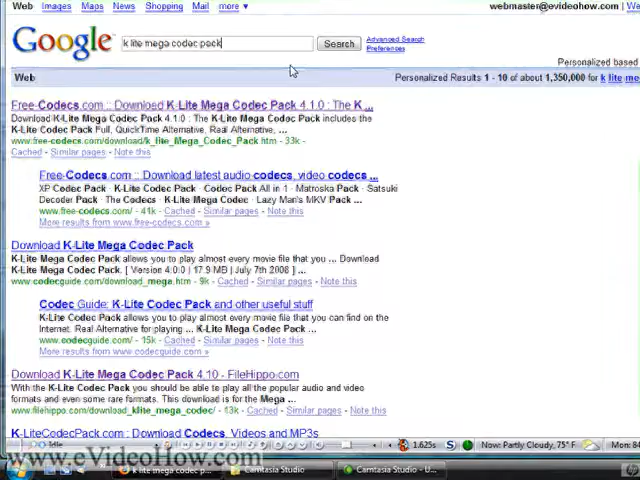 Web Images Maps News Shopping Mail more ▼ webmaster@evideohow.com
Google k lite mega codec pack Search Advanced Search
Preferences
Personalized based
Web Personalized Results 1 - 10 of about 1,350,000 for k lite me
Free-Codecs.com :: Download K-Lite Mega Codec Pack 4.1.0 : The K ...
Download K-Lite Mega Codec Pack 4.1.0 : The K-Lite Mega Codec Pack includes the
K-Lite Codec Pack Full, QuickTime Alternative, Real Alternative, ...
www.free-codecs.com/download/k_lite_Mega_Codec_Pack.htm - 33k -
Cached - Similar pages - Note this
Free-Codecs.com :: Download latest audio codecs, video codecs ...
XP Codec Pack · K-Lite Codec Pack · Codec Pack All in 1 · Matroska Pack · Satsuki
Decoder Pack · The Codecs · K-Lite Mega Codec · Lazy Man's MKV Pack ...
www.free-codecs.com/ - 41k - Cached - Similar pages - Note this
More results from www.free-codecs.com »
Download K-Lite Mega Codec Pack
K-Lite Mega Codec Pack allows you to play almost every movie file that you ... Download
K-Lite Mega Codec Pack. [ Version 4.0.0 | 17.9 MB | July 7th 2008 ] ...
www.codecguide.com/download_mega.htm - 9k - Cached - Similar pages - Note this
Codec Guide: K-Lite Codec Pack and other useful stuff
K-Lite Codec Pack allows you to play almost every movie file that you can find on the
Internet. Real Alternative for playing ... K-Lite Mega Codec Pack ...
www.codecguide.com/ - 15k - Cached - Similar pages - Note this
More results from www.codecguide.com »
Download K-Lite Mega Codec Pack 4.10 - FileHippo.com
With the K-Lite Codec Pack you should be able to play all the popular audio and video
formats and even some rare formats. This download is for the Mega ...
www.filehippo.com/download_klite_mega_codec/ - 13k - Cached - Similar pages - Note this
K-LiteCodecPack.com : Download Codecs, Videos and MP3s
Idle 1.625s Now: Partly Cloudy, 75° F
www.eVideoHow.com
k lite mega codec p... Camtasia Studio Camtasia Studio - U...